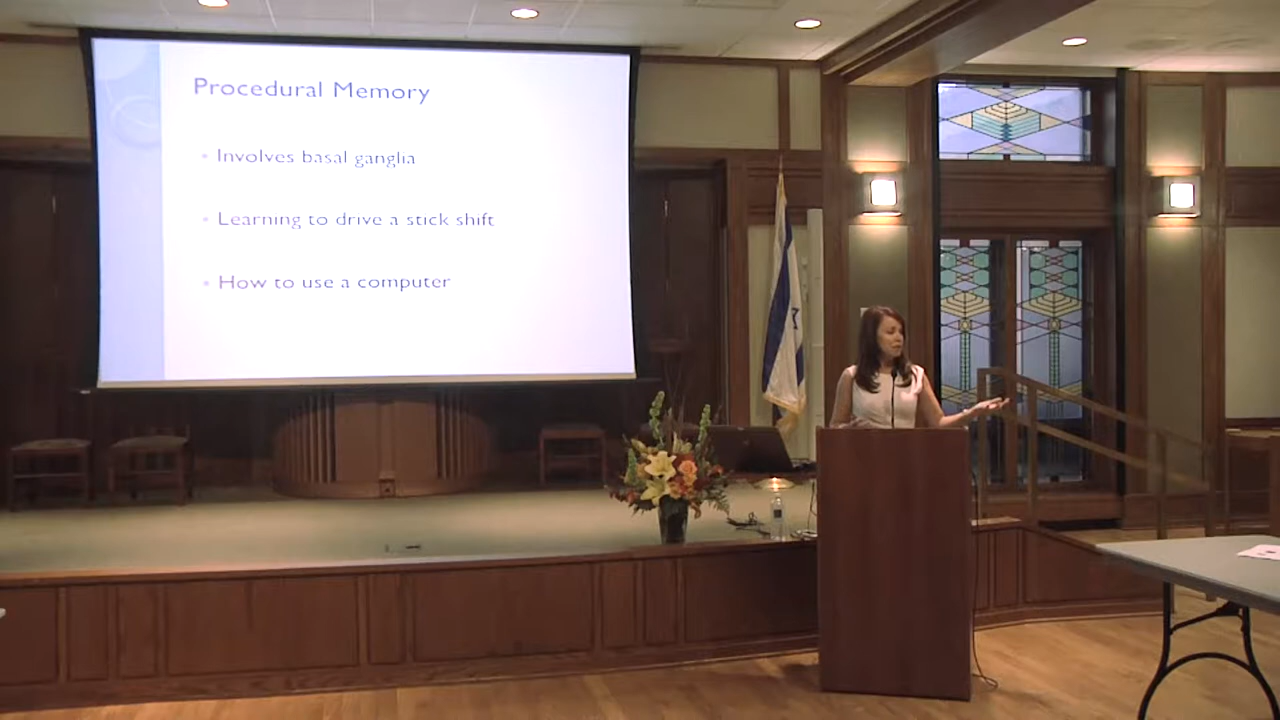 Procedural Memory
• Involves basal ganglia
• Learning to drive a stick shift
• How to use a computer